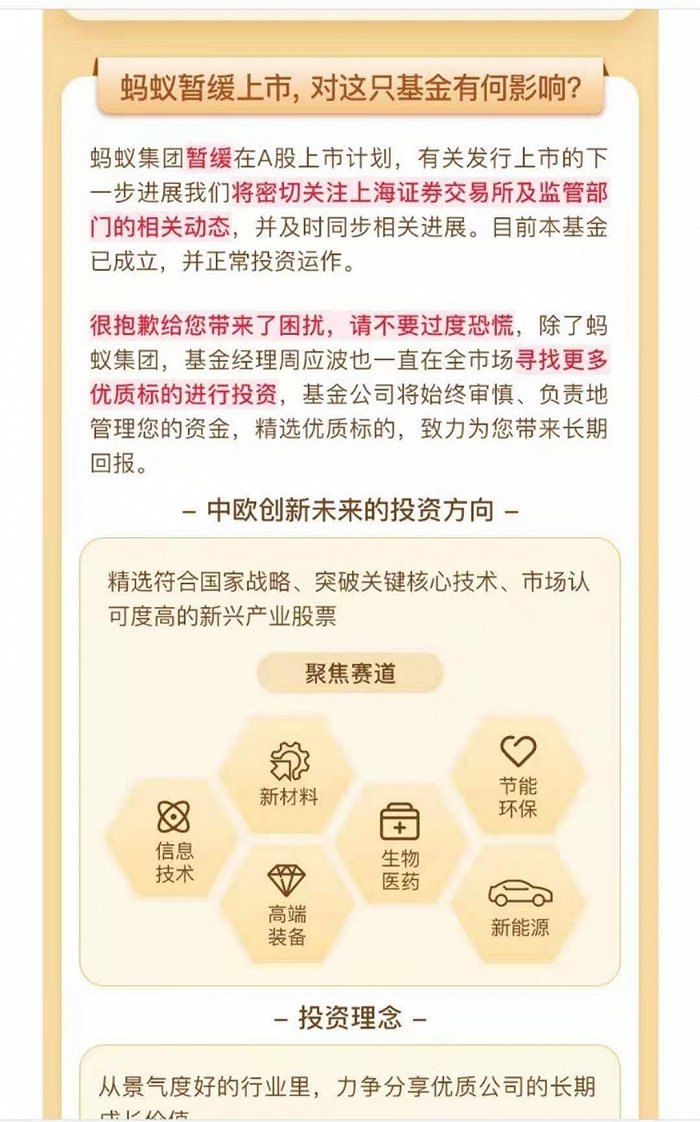 蚂蚁暂缓上市，对这只基金有何影响？
蚂蚁集团暂缓在A股上市计划，有关发行上市的下
一步进展我们将密切关注上海证券交易所及监管部
门的相关动态，并及时同步相关进展。目前本基金
已成立，并正常投资运作。
很抱歉给您带来了困扰，请不要过度恐慌，除了蚂
蚁集团，基金经理周应波也一直在全市场寻找更多
优质标的进行投资，基金公司将始终审慎、负责地
管理您的资金，精选优质标的，致力为您带来长期
回报。
– 中欧创新未来的投资方向 –
精选符合国家战略、突破关键核心技术、市场认
可度高的新兴产业股票
聚焦赛道
新材料
节能
环保
信息
技术
生物
医药
高端
装备
新能源
– 投资理念 –
从景气度好的行业里，力争分享优质公司的长期
成长价值